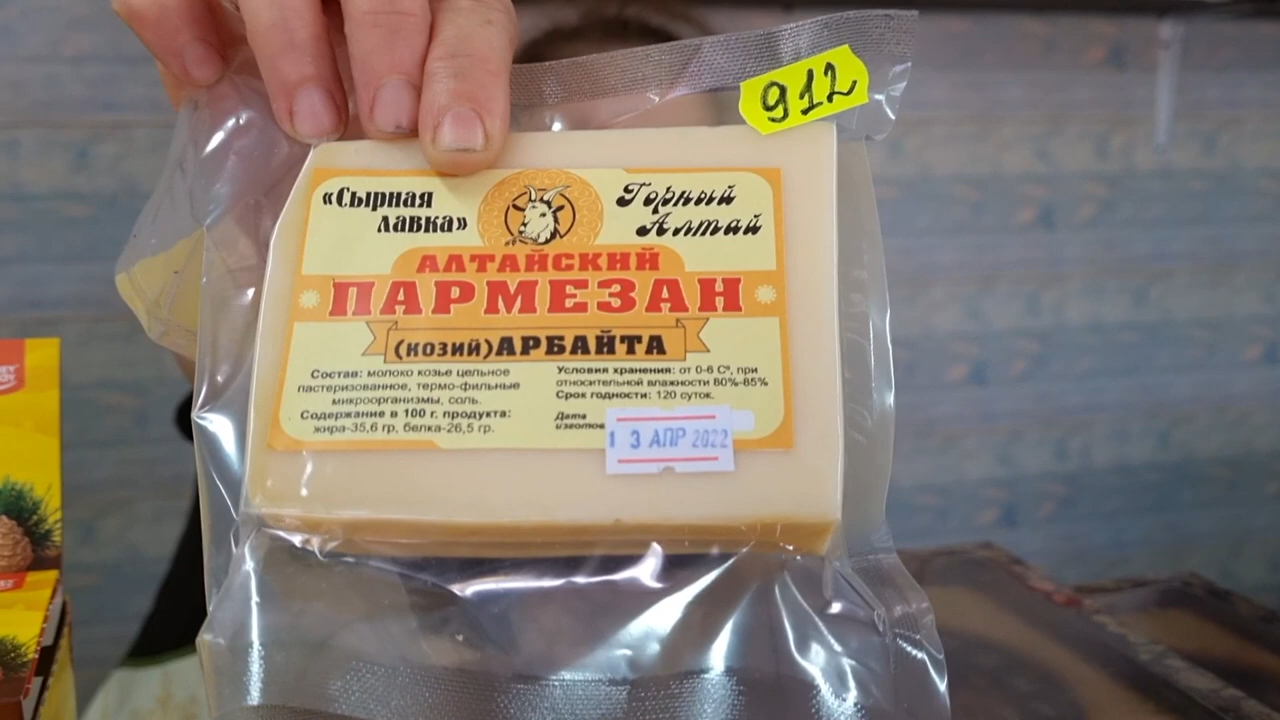 912
«Сырная
лавка»
Горный
Алтай
АЛТАЙСКИЙ
ПАРМЕЗАН
(козий)АРБАЙТА
Состав: молоко козье цельное
пастеризованное, термо-фильные
микроорганизмы, соль.
Содержание в 100 г. продукта:
жира-35,6 гр, белка-26,5 гр.
Условия хранения: от 0-6 Сº, при
относительной влажности 80%-85%
Срок годности: 120 суток.
Дата
13 АПР 2022